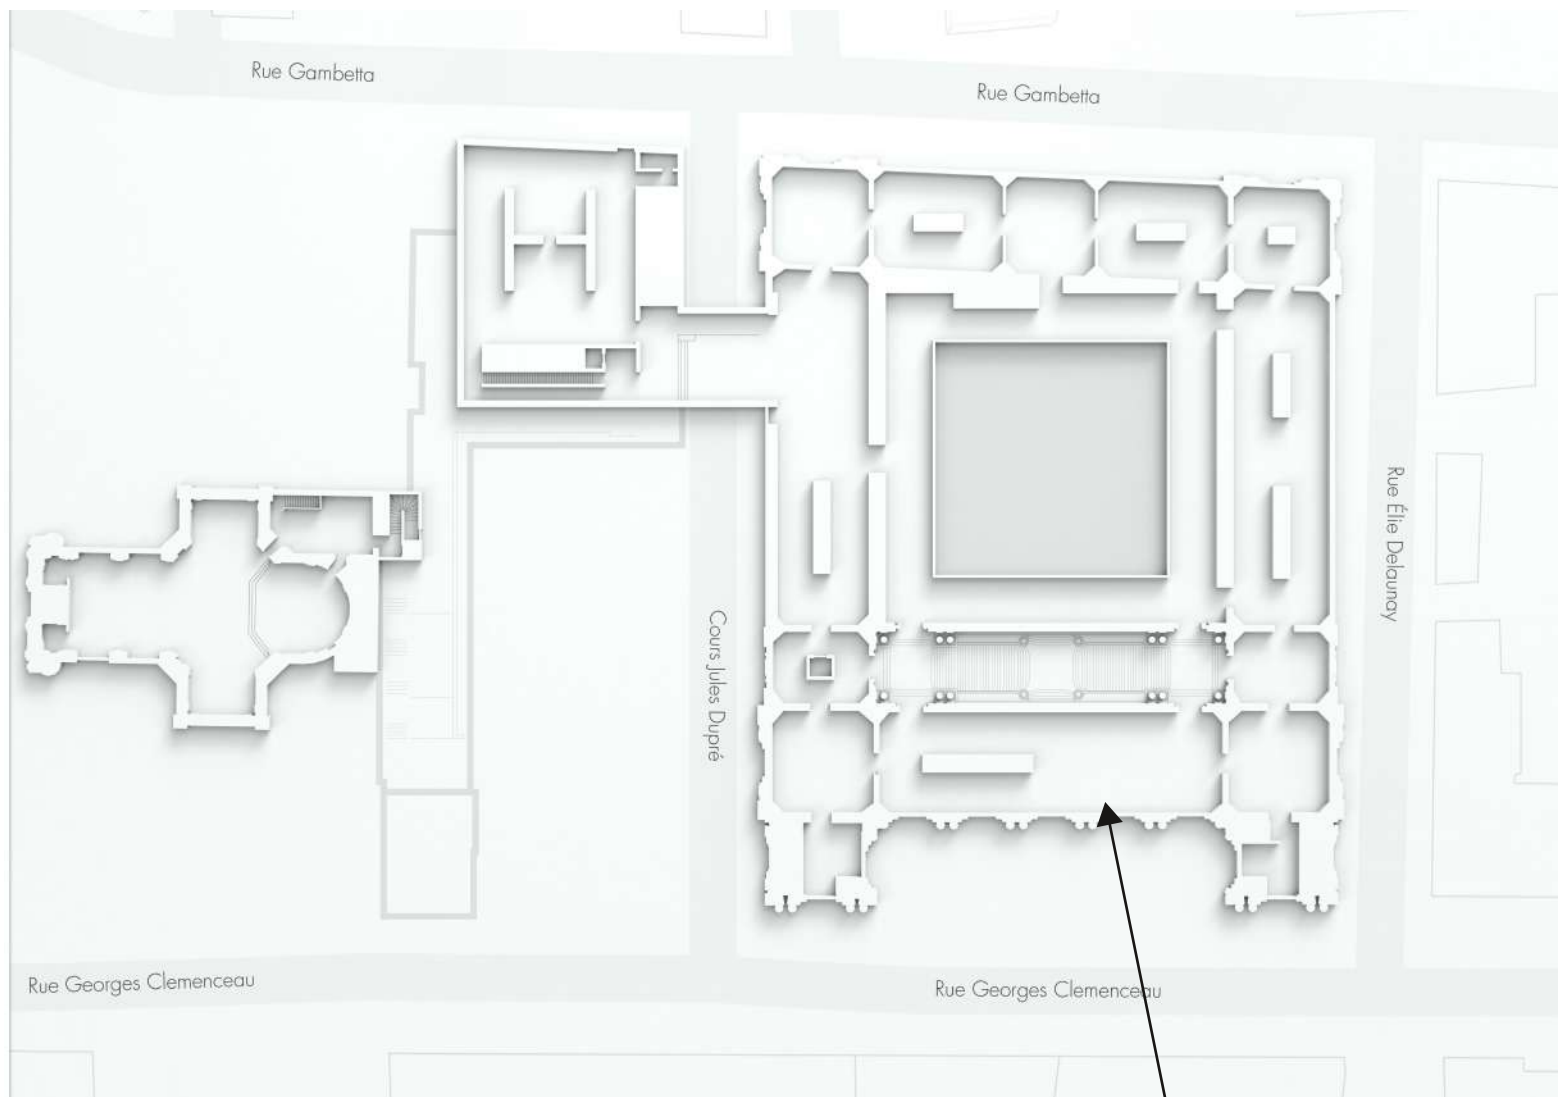 Rue Gambetta
Rue Gambetta
Rue Élie Delaunay
Cours Jules Dupré
Rue Georges Clemenceau
Rue Georges Clemenceau